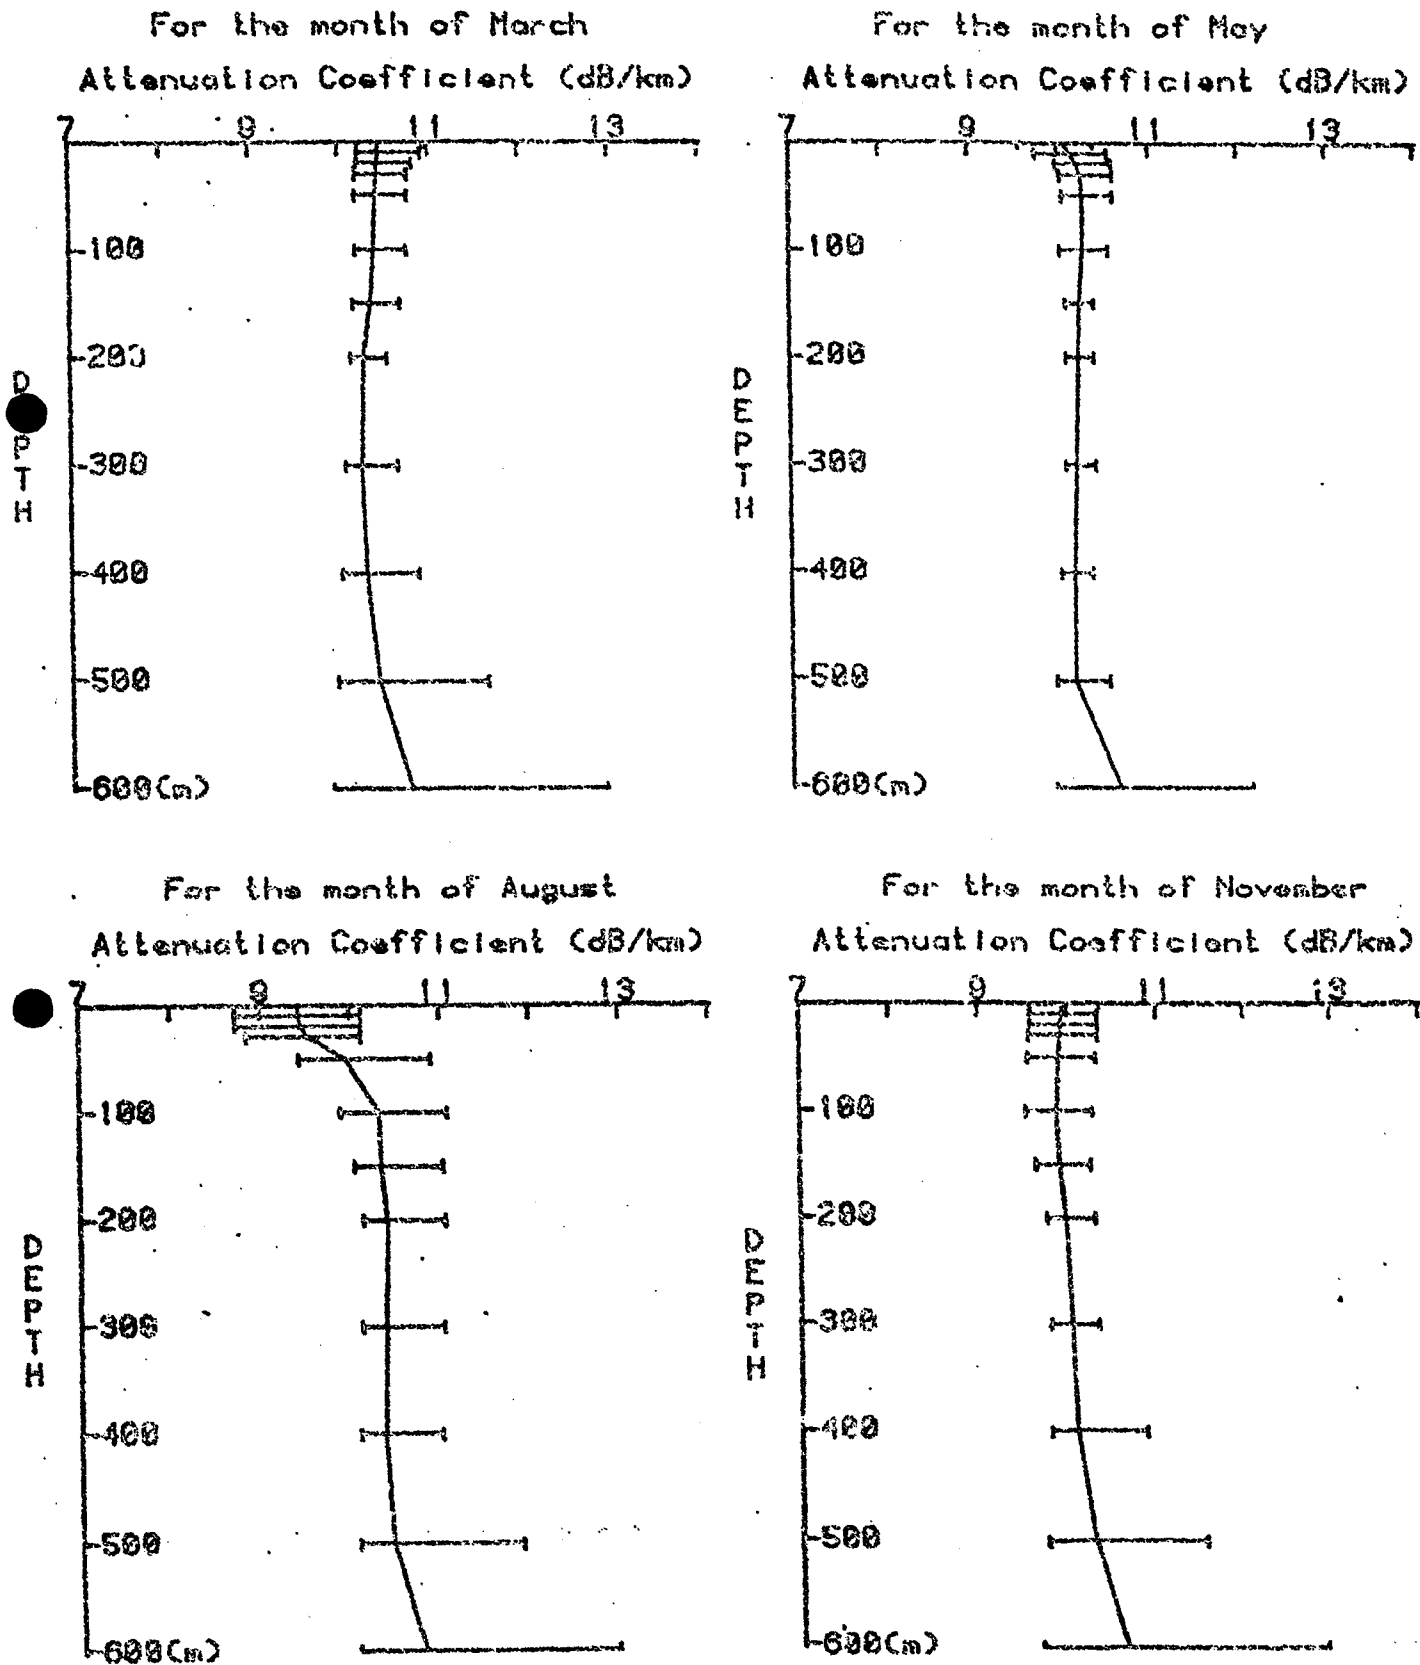 For the month of March
Attenuation Coefficient (dB/km)
7 9 11 13
-100
-200
-300
-400
-500
-600(m)
D PTH
For the month of May
Attenuation Coefficient (dB/km)
7 9 11 13
-100
-200
-300
-400
-500
-600(m)
DEPTH
For the month of August
Attenuation Coefficient (dB/km)
7 9 11 13
-100
-200
-300
-400
-500
-600(m)
DEPTH
For the month of November
Attenuation Coefficient (dB/km)
7 9 11 13
-100
-200
-300
-400
-500
-600(m)
DEPTH